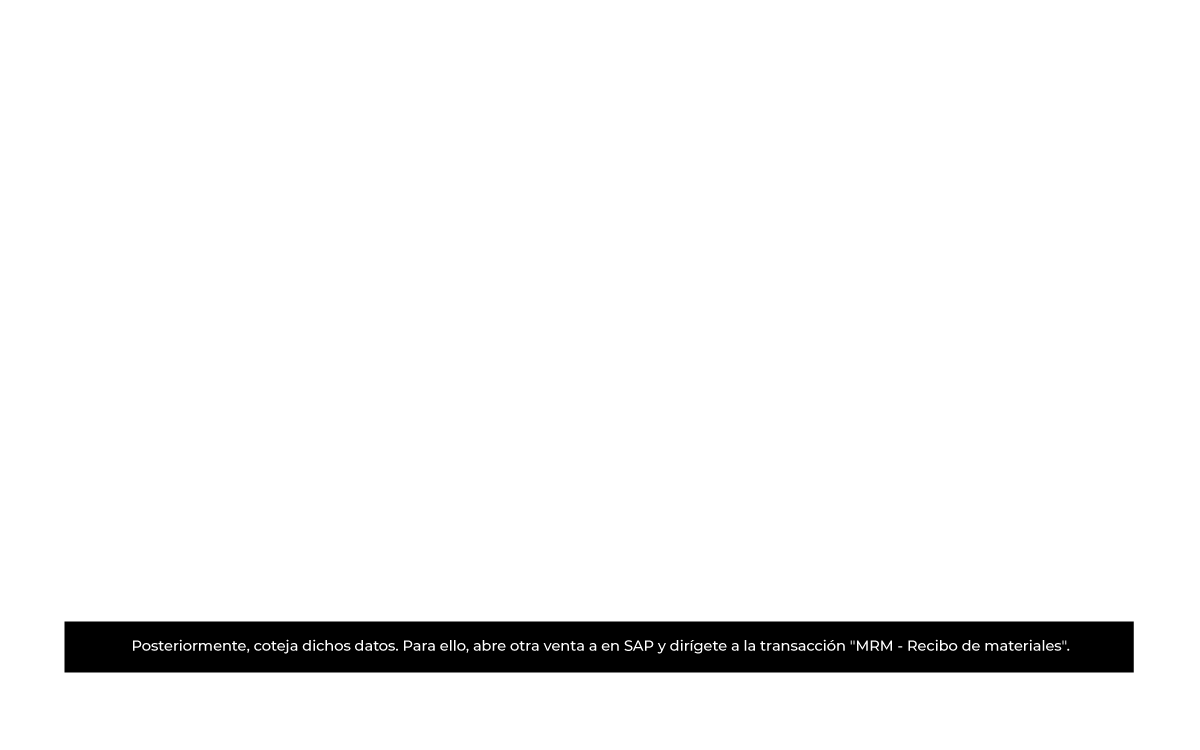 Posteriormente, coteja dichos datos. Para ello, abre otra venta a en SAP y dirígete a la transacción "MRM - Recibo de materiales".